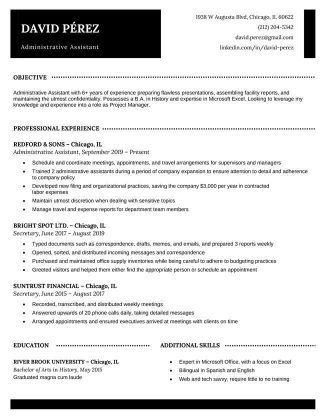 DAVID PÉREZ
Administrative Assistant
1938 W Augusta Blvd, Chicago, IL 60622
(212) 204-5342
david.perez@gmail.com
linkedin.com/in/david-perez
OBJECTIVE
Administrative Assistant with 6+ years of experience preparing flawless presentations, assembling facility reports, and
maintaining the utmost confidentiality. Possesses a B.A. in History and expertise in Microsoft Excel. Looking to leverage my
knowledge and experience into a role as Project Manager.
PROFESSIONAL EXPERIENCE
REDFORD & SONS – Chicago, IL
Administrative Assistant, September 2019 – Present
• Schedule and coordinate meetings, appointments, and travel arrangements for supervisors and managers
• Trained 2 administrative assistants during a period of company expansion to ensure attention to detail and adherence
to company policy
• Developed new filing and organizational practices, saving the company $3,000 per year in contracted
labor expenses
• Maintain utmost discretion when dealing with sensitive topics
• Manage travel and expense reports for department team members
BRIGHT SPOT LTD. – Chicago, IL
Secretary, June 2017 – August 2019
• Typed documents such as correspondence, drafts, memos, and emails, and prepared 3 reports weekly
• Opened, sorted, and distributed incoming messages and correspondence
• Purchased and maintained office supply inventories while being careful to adhere to budgeting practices
• Greeted visitors and helped them either find the appropriate person or schedule an appointment
SUNTRUST FINANCIAL – Chicago, IL
Secretary, June 2015 – August 2017
• Recorded, transcribed, and distributed weekly meetings
• Answered upwards of 20 phone calls daily, taking detailed messages
• Arranged appointments and ensured executives arrived at meetings with clients on time
EDUCATION
RIVER BROOK UNIVERSITY – Chicago, IL
Bachelor of Arts in History, May 2015
Graduated magna cum laude
ADDITIONAL SKILLS
• Expert in Microsoft Office, with a focus on Excel
• Bilingual in Spanish and English
• Web and tech savvy, require little to no training